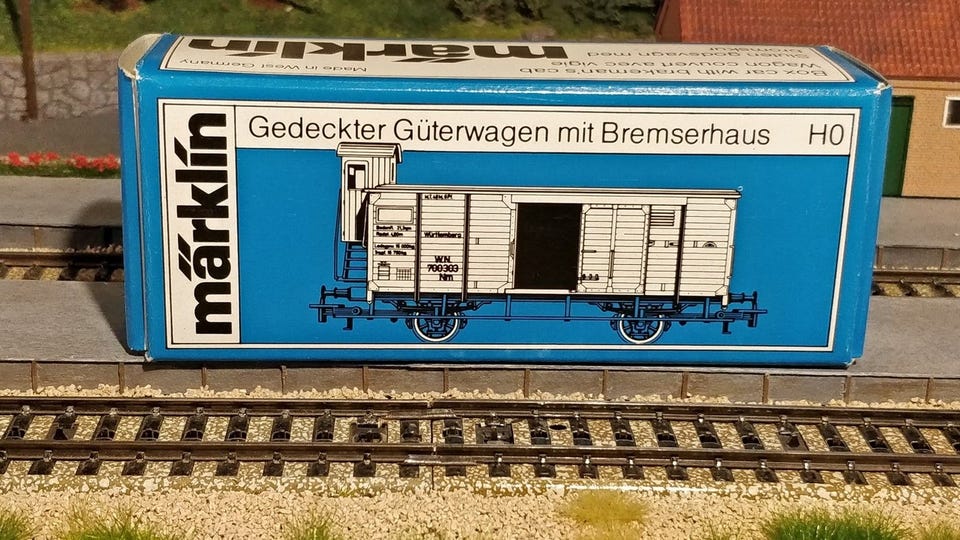 märklin
Made in West Germany
Box car with brakeman's cab
Wagon couvert avec vigie
märklin
Gedeckter Güterwagen mit Bremserhaus H0
Württemberg
W.N.
700303
Nm